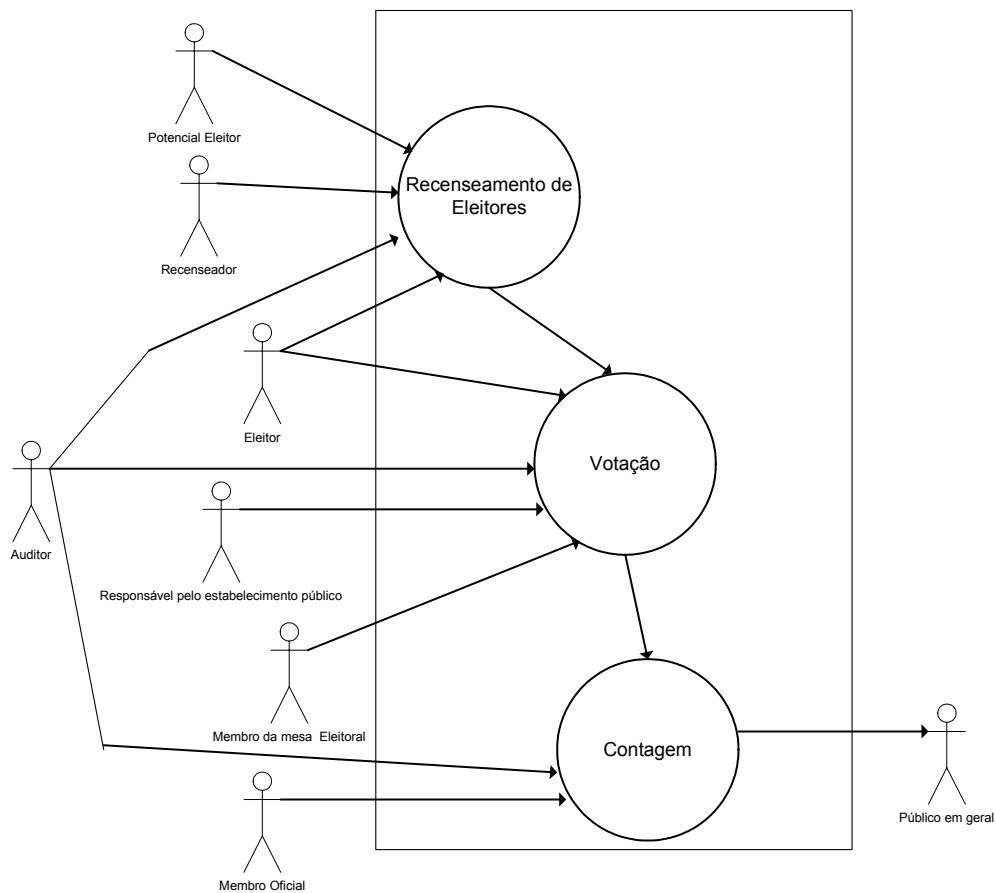 Potencial Eleitor
Recenseamento de
Eleitores
Recenseador
Eleitor
Votação
Auditor
Responsável pelo estabelecimento público
Membro da mesa Eleitoral
Contagem
Público em geral
Membro Oficial